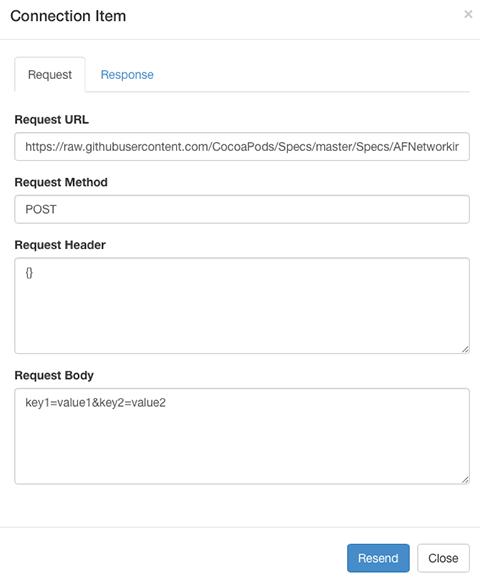 Connection Item
×
Request
Response
Request URL
https://raw.githubusercontent.com/CocoaPods/Specs/master/Specs/AFNetworkir
Request Method
POST
Request Header
{}
Request Body
key1=value1&key2=value2
Resend
Close